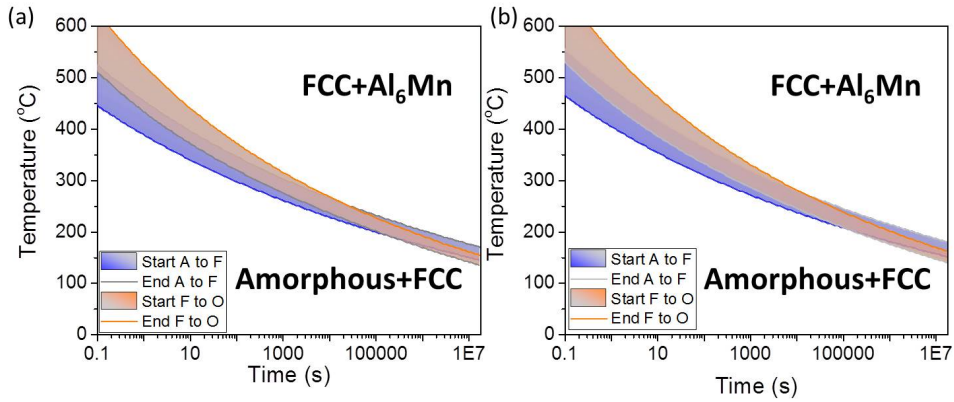 (a)
600
500
400
300
200
100
0
Temperature (°C)
FCC+Al6Mn
Amorphous+FCC
Start A to F
End A to F
Start F to O
End F to O
0.1 10 1000 100000 1E7
Time (s)
(b)
600
500
400
300
200
100
0
Temperature (°C)
FCC+Al6Mn
Amorphous+FCC
Start A to F
End A to F
Start F to O
End F to O
0.1 10 1000 100000 1E7
Time (s)